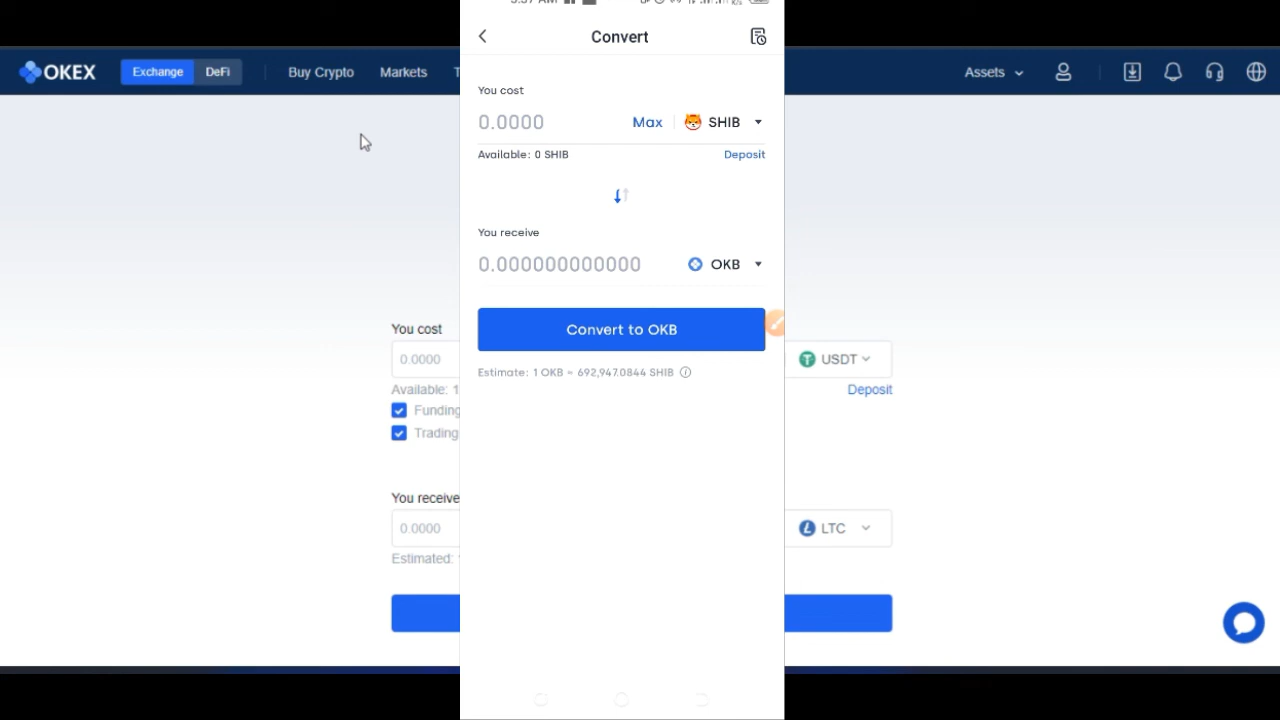 Convert
OKEX Exchange DeFi Buy Crypto Markets T
Assets
You cost
0.0000 Max SHIB
Available: 0 SHIB Deposit
You receive
0.000000000000 OKB
Convert to OKB
Estimate: 1 OKB ≈ 692,947.0844 SHIB
You cost
0.0000 USDT
Available: 1 Deposit
Funding
Trading
You receive
0.0000 LTC
Estimated: